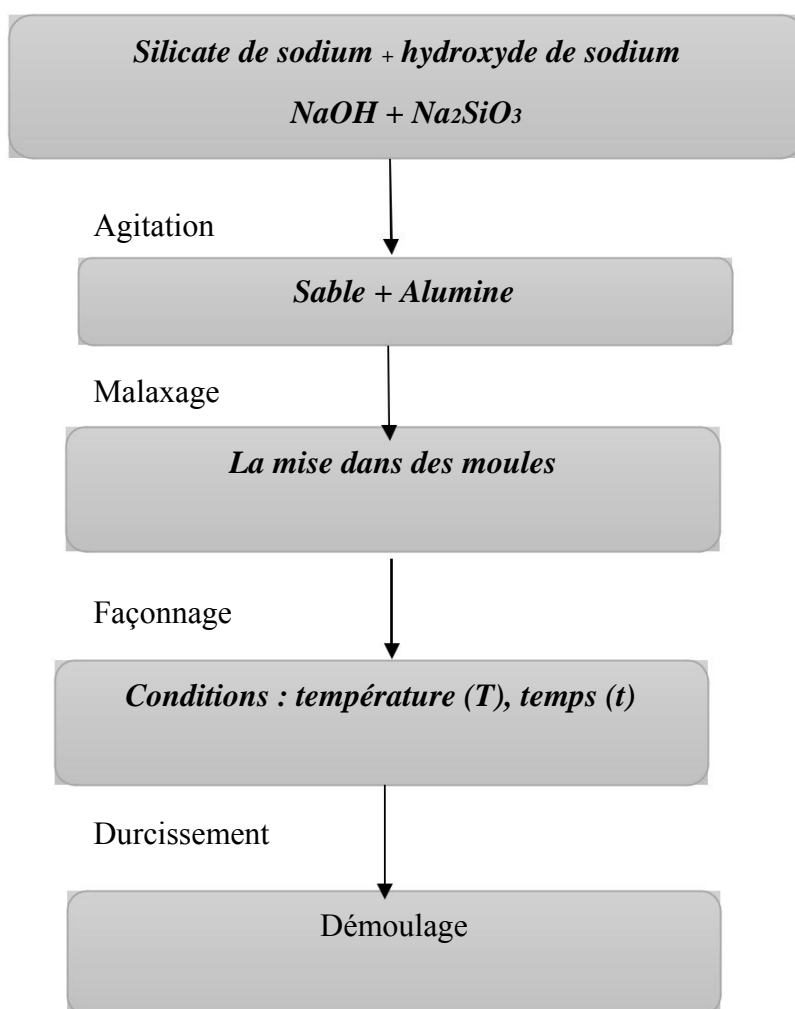 Silicate de sodium + hydroxyde de sodium
NaOH + Na₂SiO₃
Agitation
Sable + Alumine
Malaxage
La mise dans des moules
Façonnage
Conditions : température (T), temps (t)
Durcissement
Démoulage